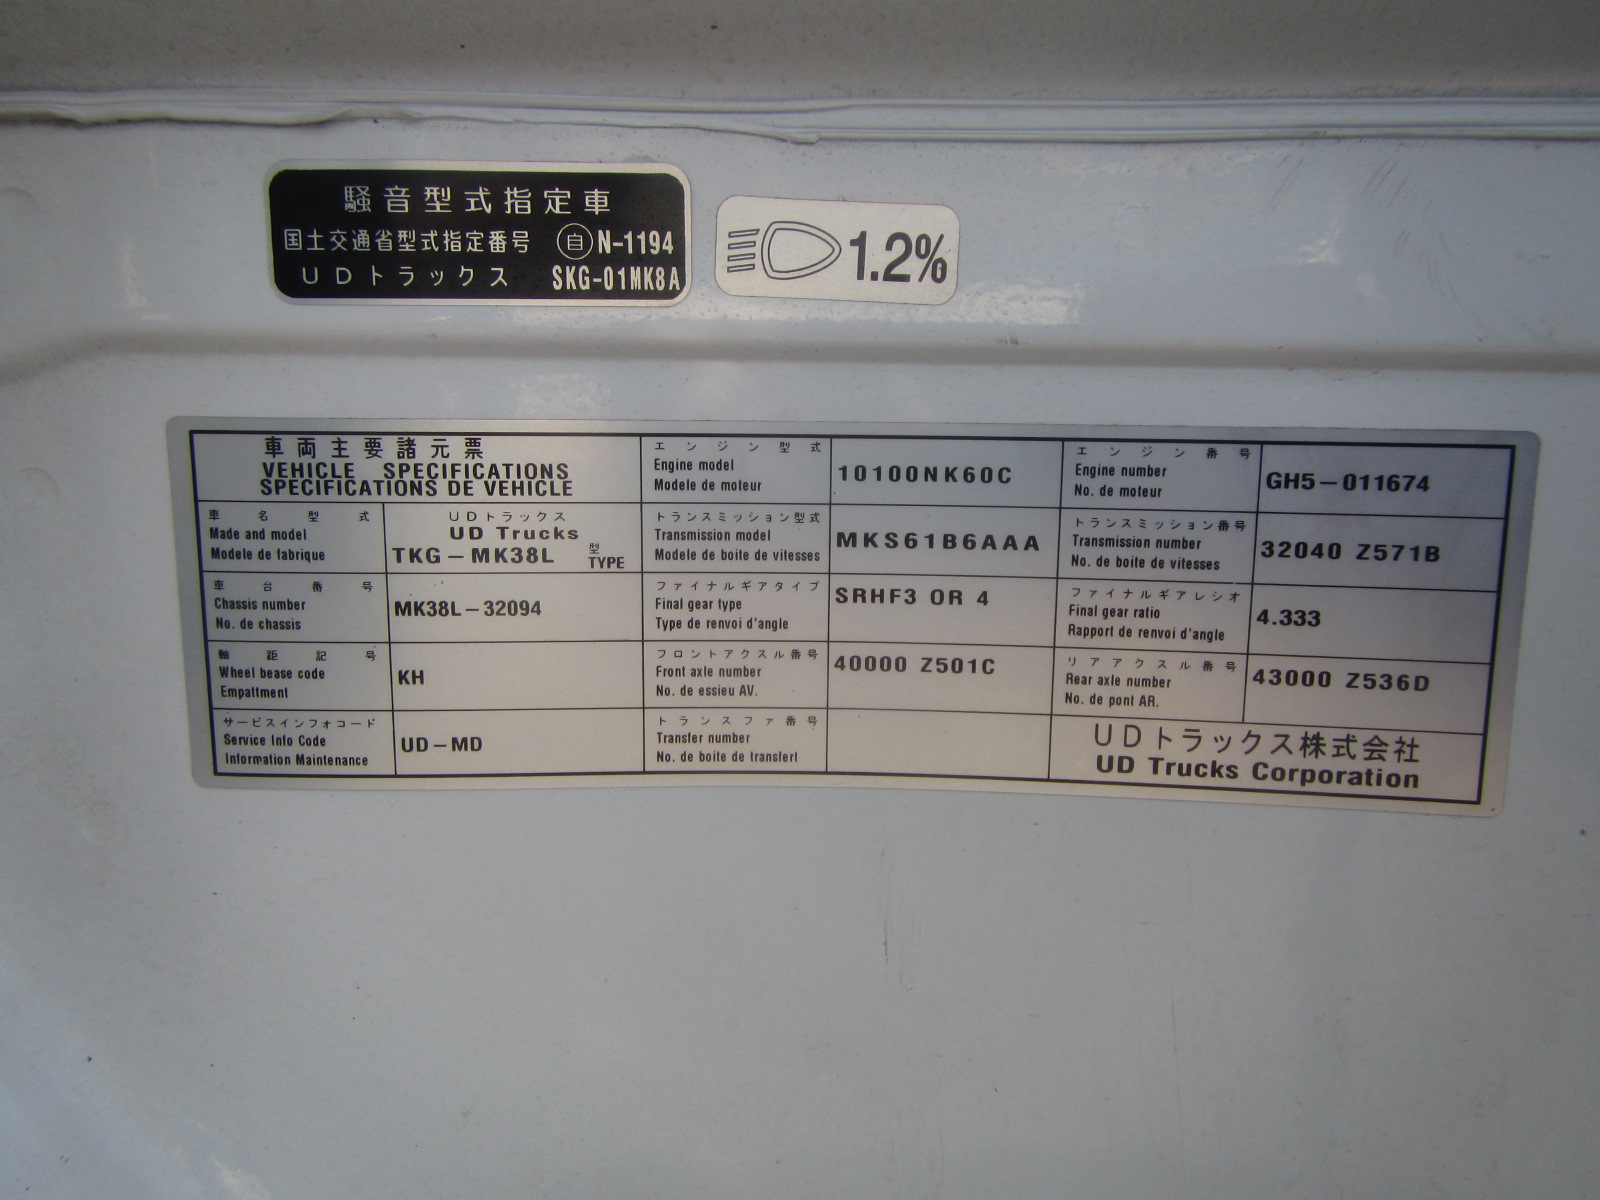 騒音型式指定車
国土交通省型式指定番号 自 N-1194
UDトラックス SKG-01MK8A
1.2%
車両主要諸元票
VEHICLE SPECIFICATIONS
SPECIFICATIONS DE VEHICLE
エンジン型式
Engine model
Modele de moteur
10100NK60C
エンジン番号
Engine number
No. de moteur
GH5-011674
車名型式
Made and model
Modele de fabrique
UDトラックス
UD Trucks
TKG-MK38L 型 TYPE
トランスミッション型式
Transmission model
Modele de boite de vitesses
MKS61B6AAA
トランスミッション番号
Transmission number
No. de boite de vitesses
32040 Z571B
車台番号
Chassis number
No. de chassis
MK38L-32094
ファイナルギアタイプ
Final gear type
Type de renvoi d'angle
SRHF3 OR 4
ファイナルギアレシオ
Final gear ratio
Rapport de renvoi d'angle
4.333
軸距記号
Wheel bease code
Empattment
KH
フロントアクスル番号
Front axle number
No. de essieu AV.
40000 Z501C
リアアクスル番号
Rear axle number
No. de pont AR.
43000 Z536D
サービスインフォコード
Service Info Code
Information Maintenance
UD-MD
トランスファ番号
Transfer number
No. de boite de transfert
UDトラックス株式会社
UD Trucks Corporation